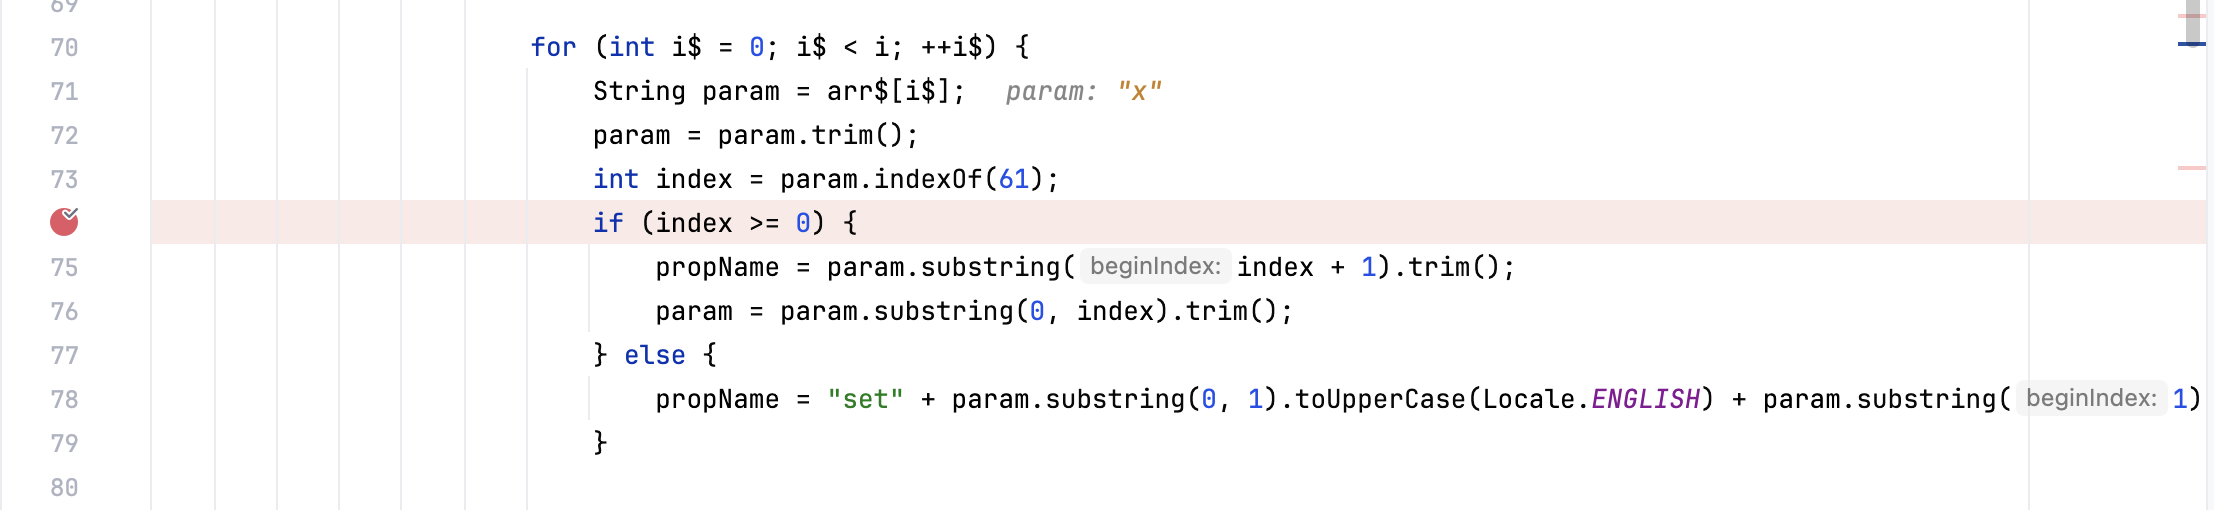 69
70 for (int i$ = 0; i$ < i; ++i$) {
71 String param = arr$[i$]; param: "x"
72 param = param.trim();
73 int index = param.indexOf(61);
if (index >= 0) {
75 propName = param.substring( beginIndex: index + 1).trim();
76 param = param.substring(0, index).trim();
77 } else {
78 propName = "set" + param.substring(0, 1).toUpperCase(Locale.ENGLISH) + param.substring( beginIndex: 1)
79 }
80